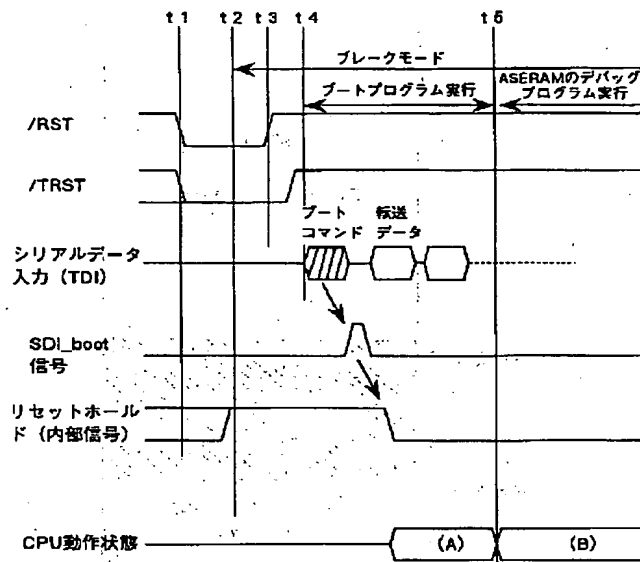 t1 t2 t3 t4 t5
ブレークモード
ブートプログラム実行
ASERAMのデバッグ
プログラム実行
/RST
/TRST
ブート
コマンド
転送
データ
シリアルデータ
入力（TDI）
SDI_boot
信号
リセットホール
ド（内部信号）
CPU動作状態
(A)
(B)